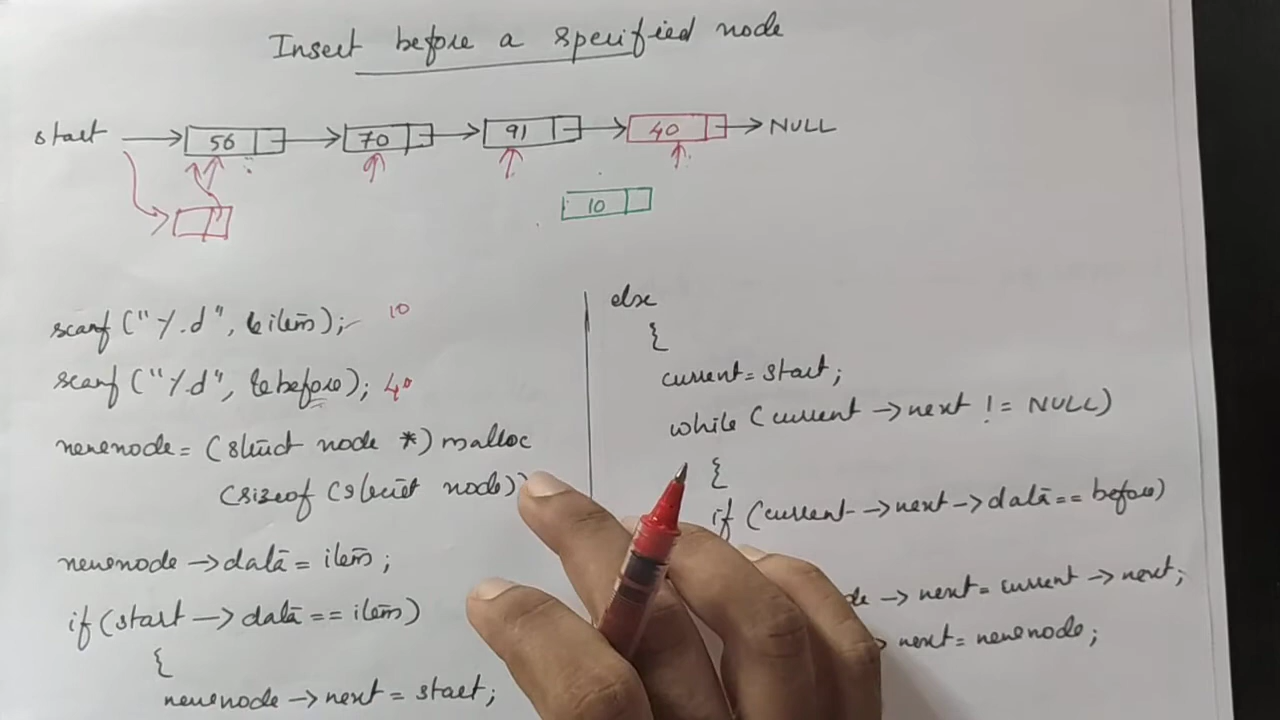 Insert before a specified node
start 56 70 91 40 NULL
10
scanf ("%d", &item); 10
scanf ("%d", &before); 40
newnode = (struct node *) malloc
(sizeof (struct node))
newnode -> data = item;
if (start -> data == item)
{
newnode -> next = start;
else
{
current = start;
while (current -> next != NULL)
{
if (current -> next -> data == before)
-> next = current -> next;
-> next = newnode;